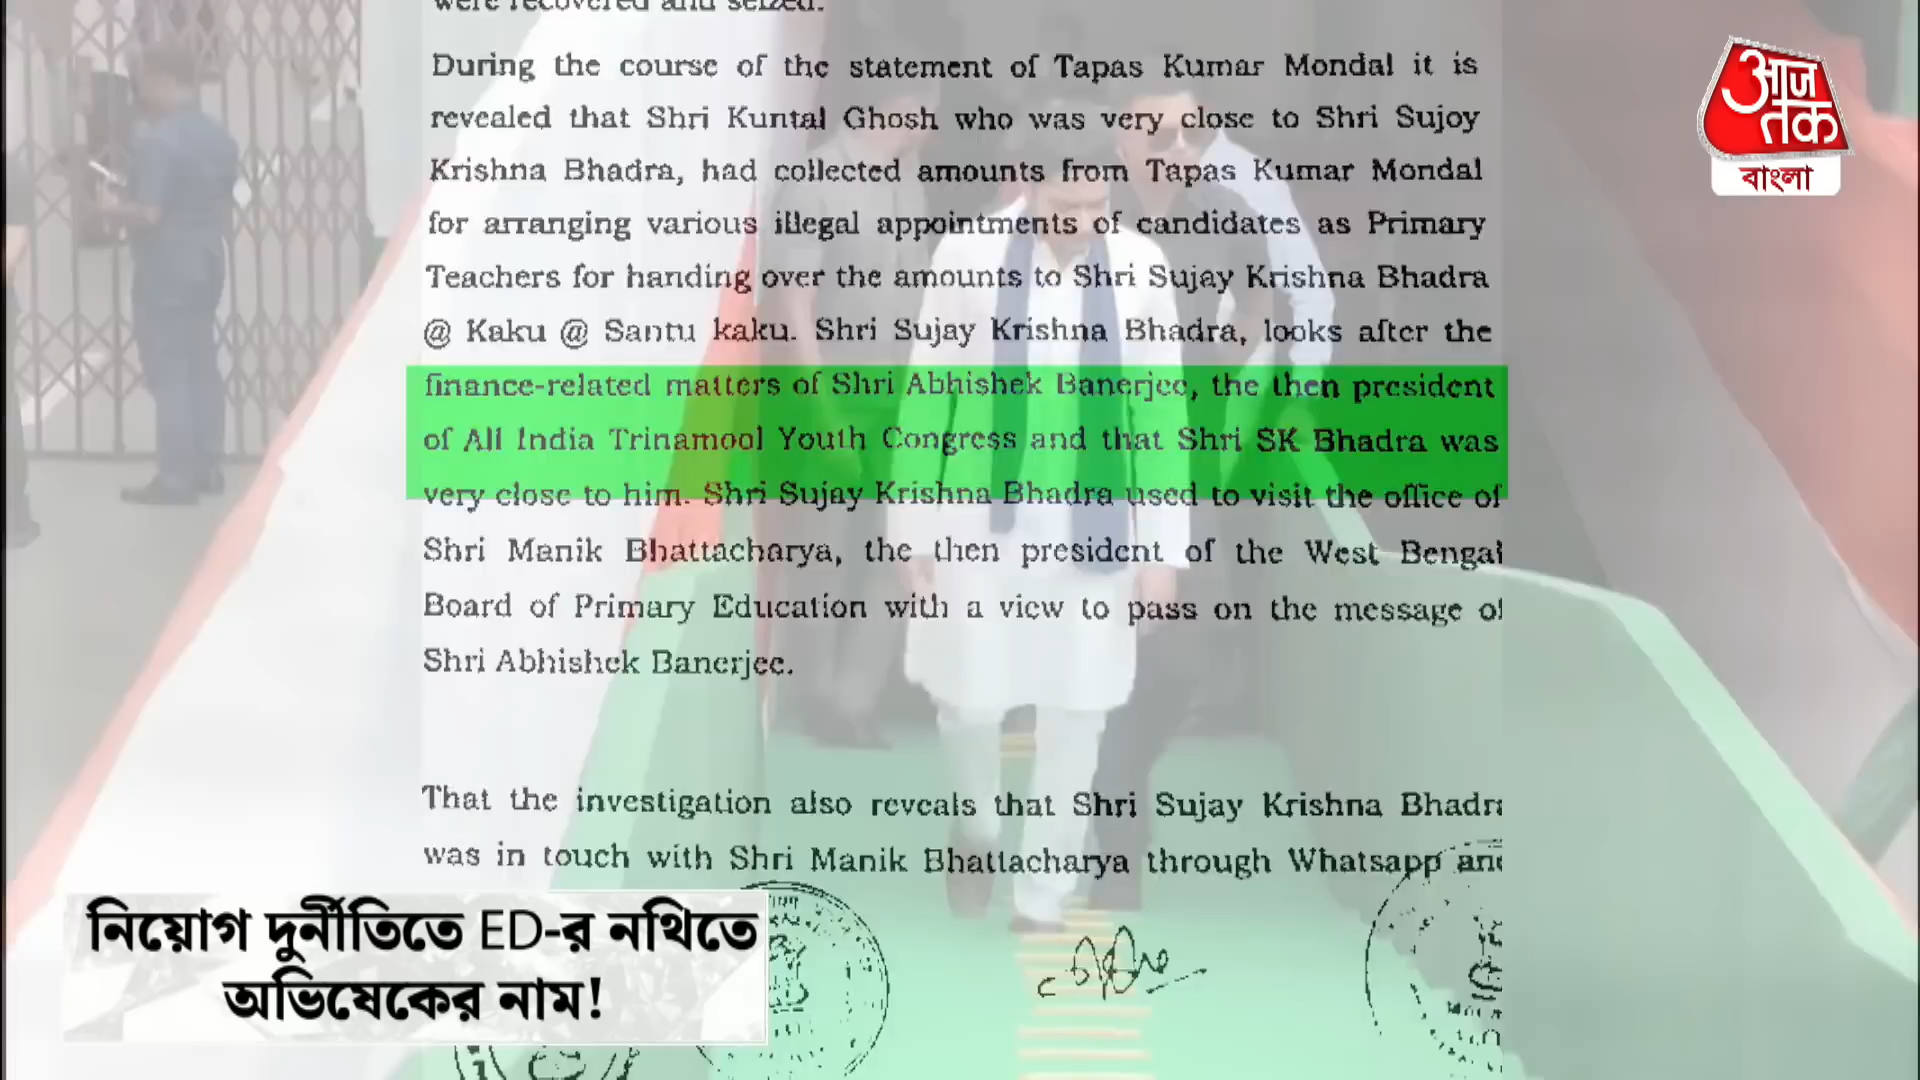 were recovered and seized.
During the course of the statement of Tapas Kumar Mondal it is
revealed that Shri Kuntal Ghosh who was very close to Shri Sujoy
Krishna Bhadra, had collected amounts from Tapas Kumar Mondal
for arranging various illegal appointments of candidates as Primary
Teachers for handing over the amounts to Shri Sujay Krishna Bhadra
@ Kaku @ Santu kaku. Shri Sujay Krishna Bhadra, looks after the
finance-related matters of Shri Abhishek Banerjee, the then president
of All India Trinamool Youth Congress and that Shri SK Bhadra was
very close to him. Shri Sujay Krishna Bhadra used to visit the office of
Shri Manik Bhattacharya, the then president of the West Bengal
Board of Primary Education with a view to pass on the message of
Shri Abhishek Banerjee.
That the investigation also reveals that Shri Sujay Krishna Bhadra
was in touch with Shri Manik Bhattacharya through Whatsapp and
आज
तक
বাংলা
নিয়োগ দুর্নীতিতে ED-র নথিতে
অভিষেকের নাম!